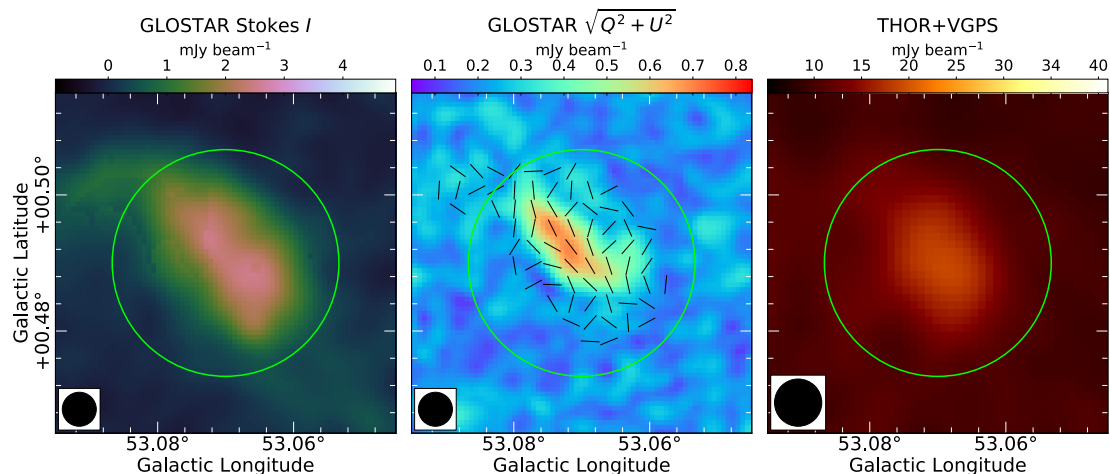 GLOSTAR Stokes I
mJy beam⁻¹
0 1 2 3 4
GLOSTAR √Q² + U²
mJy beam⁻¹
0.1 0.2 0.3 0.4 0.5 0.6 0.7 0.8
THOR+VGPS
mJy beam⁻¹
10 15 17 23 25 30 34 40
Galactic Latitude
+00.50°
+00.48°
53.08 53.06°
Galactic Longitude
53.08 53.06°
Galactic Longitude
53.08 53.06°
Galactic Longitude